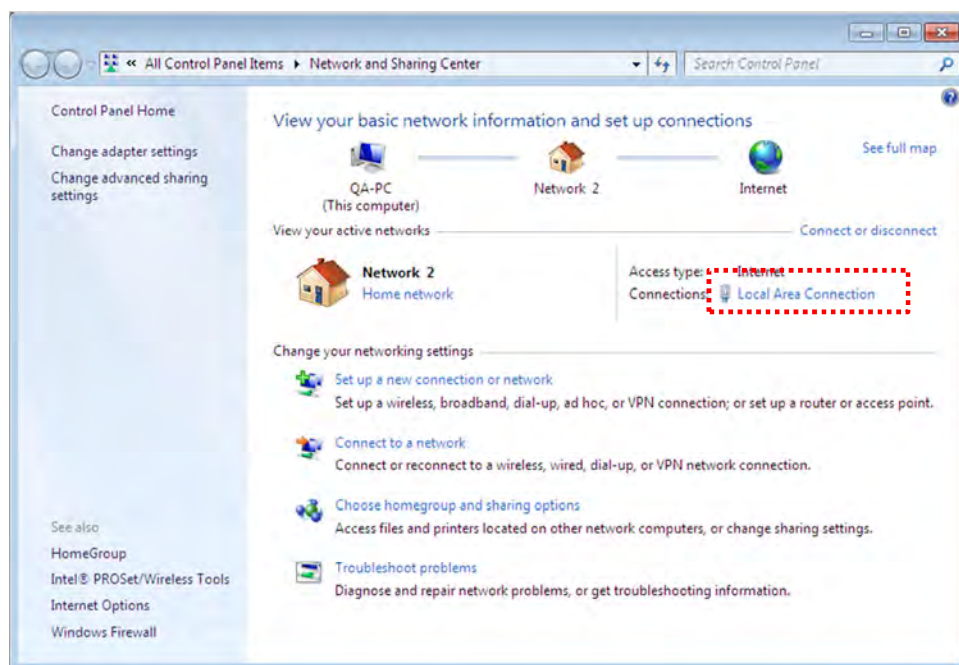 « All Control Panel Items ▸ Network and Sharing Center
Search Control Panel
Control Panel Home
Change adapter settings
Change advanced sharing
settings
See also
HomeGroup
Intel® PROSet/Wireless Tools
Internet Options
Windows Firewall
View your basic network information and set up connections
See full map
QA-PC
(This computer)
Network 2
Internet
View your active networks
Connect or disconnect
Network 2
Home network
Access type: Internet
Connections: Local Area Connection
Change your networking settings
Set up a new connection or network
Set up a wireless, broadband, dial-up, ad hoc, or VPN connection; or set up a router or access point.
Connect to a network
Connect or reconnect to a wireless, wired, dial-up, or VPN network connection.
Choose homegroup and sharing options
Access files and printers located on other network computers, or change sharing settings.
Troubleshoot problems
Diagnose and repair network problems, or get troubleshooting information.